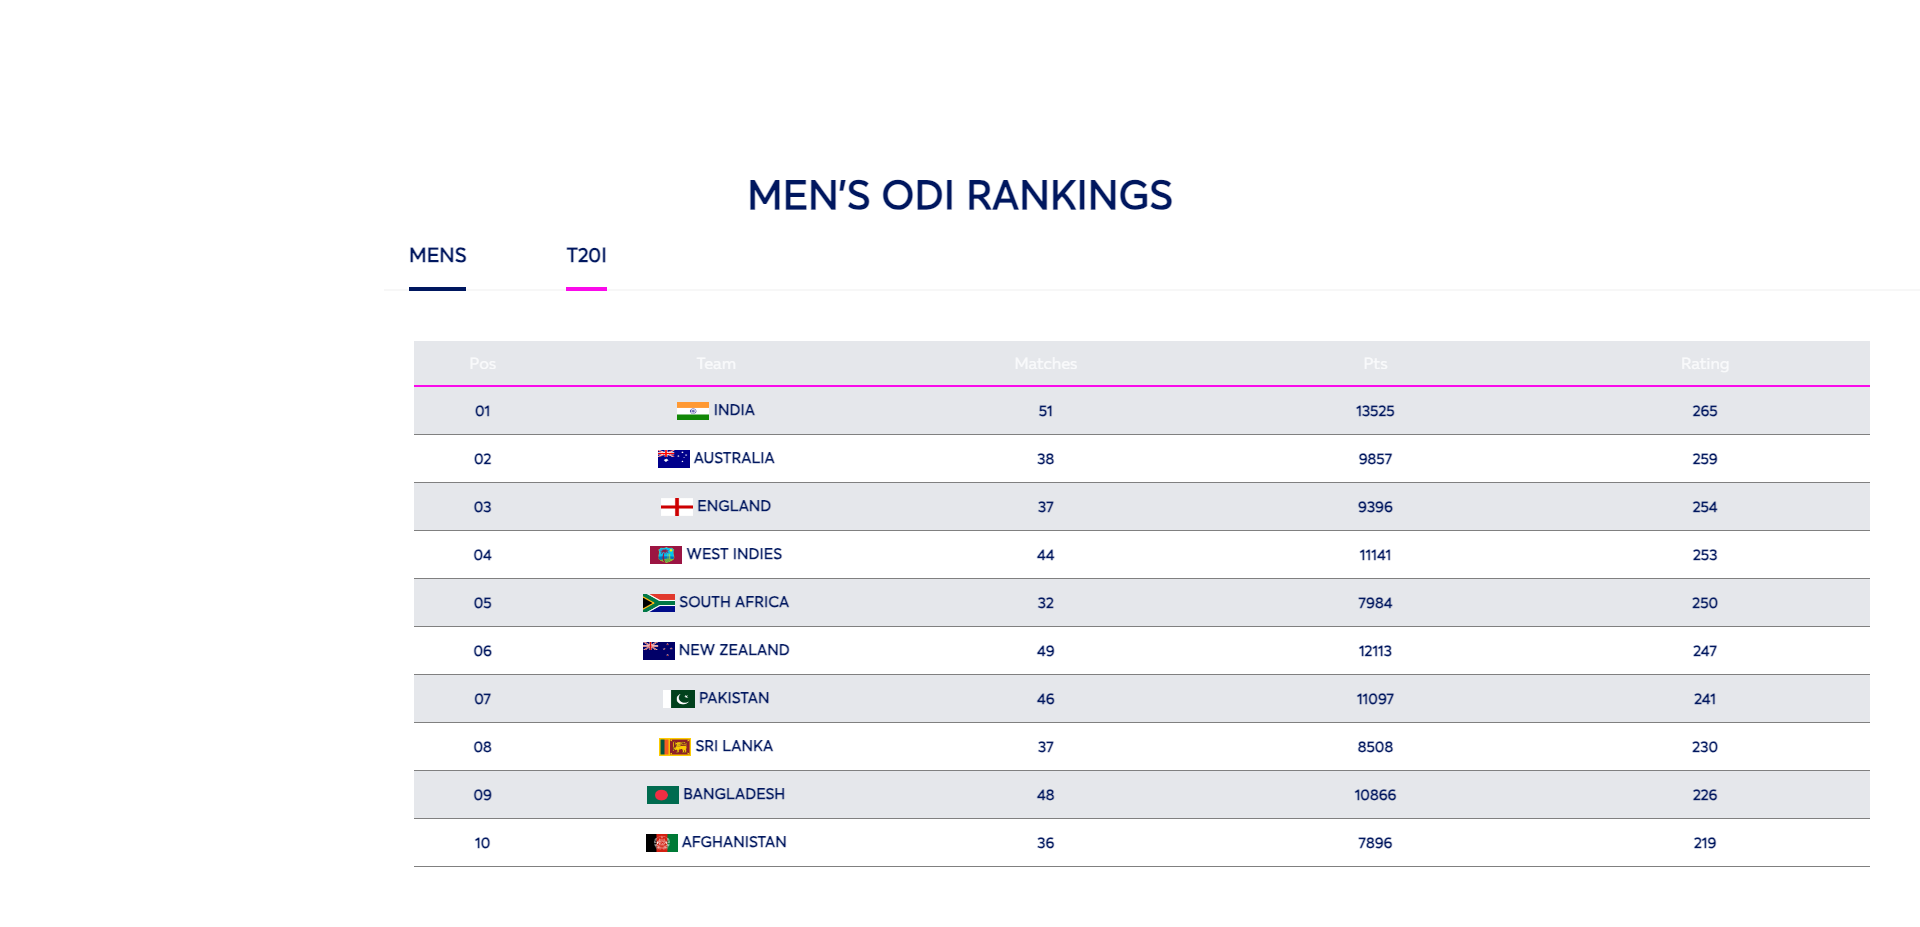 MEN'S ODI RANKINGS
MENS T20I
Pos Team Matches Pts Rating
01 INDIA 51 13525 265
02 AUSTRALIA 38 9857 259
03 ENGLAND 37 9396 254
04 WEST INDIES 44 11141 253
05 SOUTH AFRICA 32 7984 250
06 NEW ZEALAND 49 12113 247
07 PAKISTAN 46 11097 241
08 SRI LANKA 37 8508 230
09 BANGLADESH 48 10866 226
10 AFGHANISTAN 36 7896 219